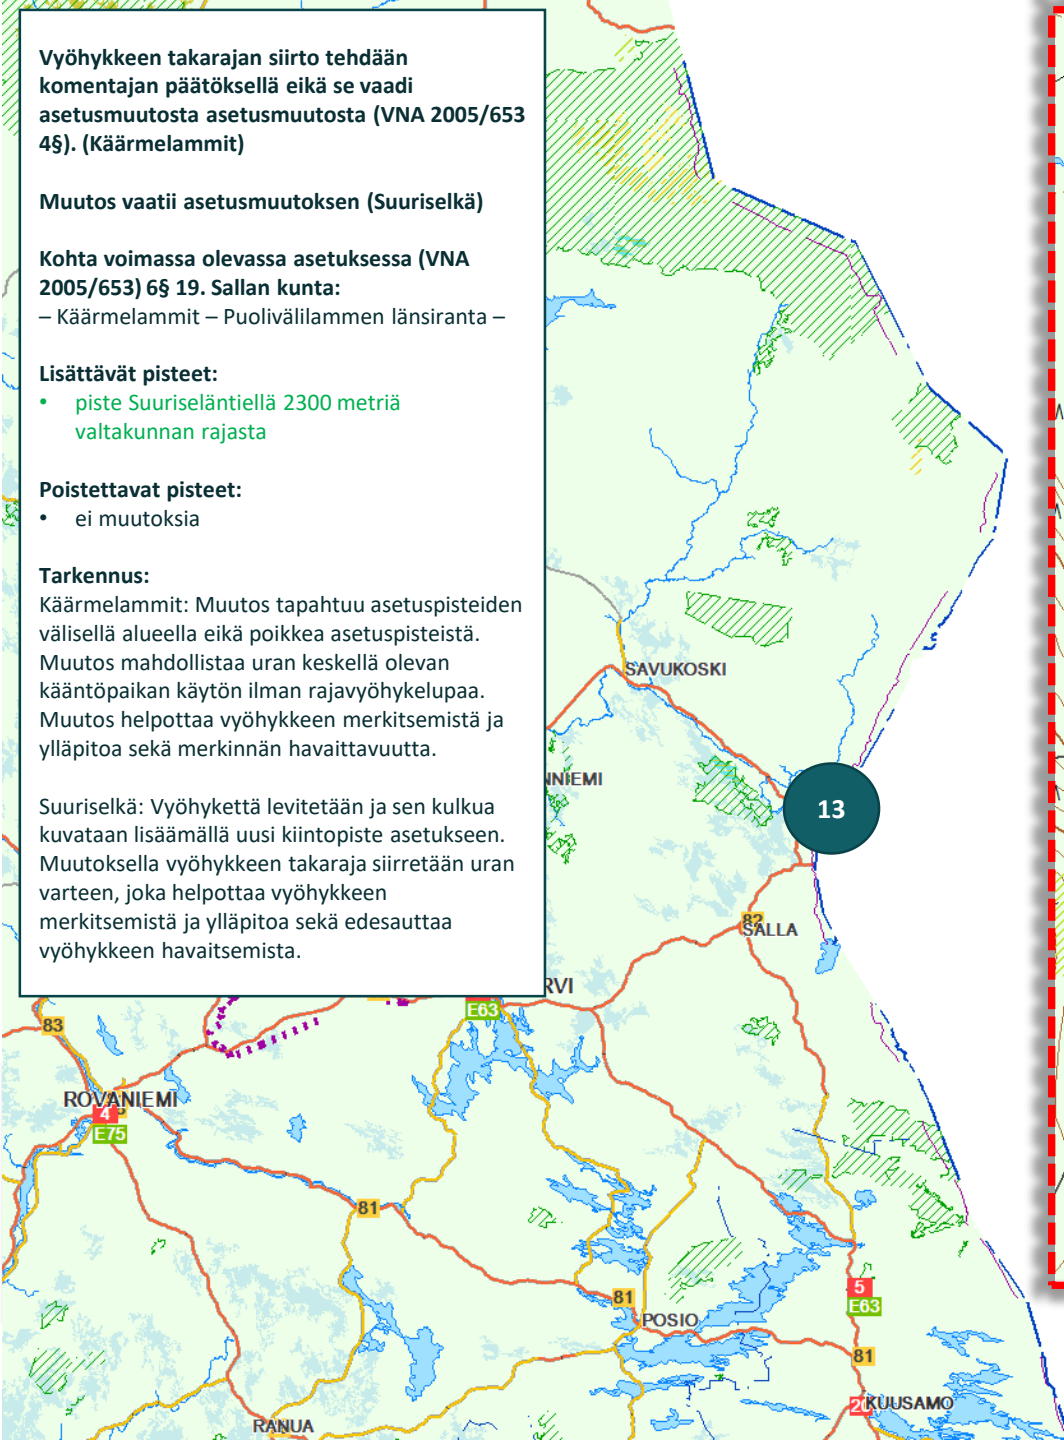 Vyöhykkeen takarajan siirto tehdään
komentajan päätöksellä eikä se vaadi
asetusmuutosta asetusmuutosta (VNA 2005/653
4§). (Käärmelammit)
Muutos vaatii asetusmuutoksen (Suuriselkä)
Kohta voimassa olevassa asetuksessa (VNA
2005/653) 6§ 19. Sallan kunta:
– Käärmelammit – Puolivälilammen länsiranta –
Lisättävät pisteet:
• piste Suuriseläntiellä 2300 metriä
valtakunnan rajasta
Poistettavat pisteet:
• ei muutoksia
Tarkennus:
Käärmelammit: Muutos tapahtuu asetuspisteiden
välisellä alueella eikä poikkea asetuspisteistä.
Muutos mahdollistaa uran keskellä olevan
kääntöpaikan käytön ilman rajavyöhykelupaa.
Muutos helpottaa vyöhykkeen merkitsemistä ja
ylläpitoa sekä merkinnän havaittavuutta.
Suuriselkä: Vyöhykettä levitetään ja sen kulkua
kuvataan lisäämällä uusi kiintopiste asetukseen.
Muutoksella vyöhykkeen takaraja siirretään uran
varteen, joka helpottaa vyöhykkeen
merkitsemistä ja ylläpitoa sekä edesauttaa
vyöhykkeen havaitsemista.
SAVUKOSKI
NNIEMI
13
82
SALLA
RVI
E63
83
ROVANIEMI
4
E75
81
5
E63
81
POSIO
81
KUUSAMO
RANUA